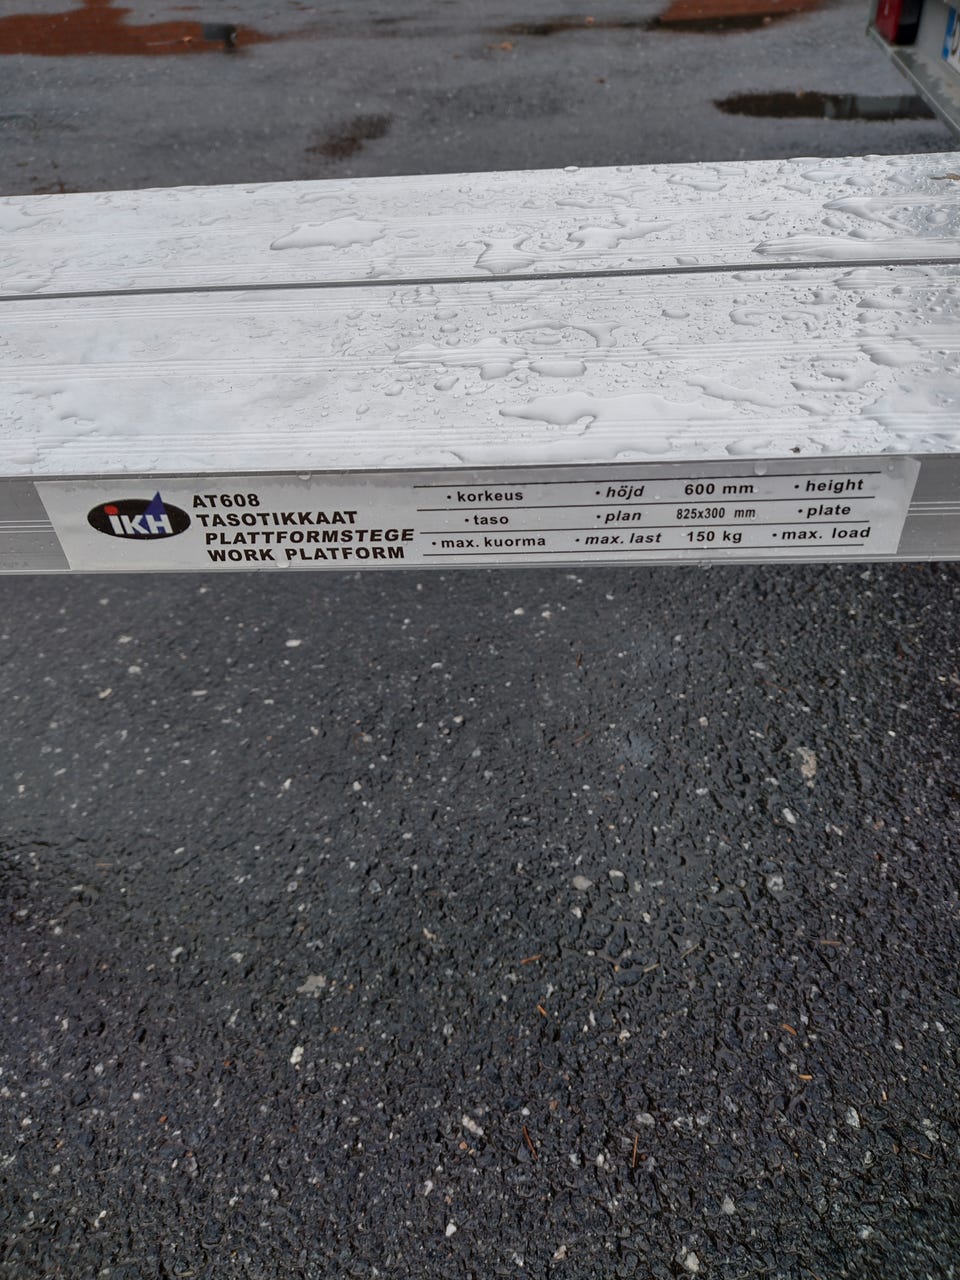 IKH
AT608
TASOTIKKAAT
PLATTFORMSTEGE
WORK PLATFORM
• korkeus • höjd 600 mm • height
• taso • plan 825x300 mm • plate
• max. kuorma • max. last 150 kg • max. load